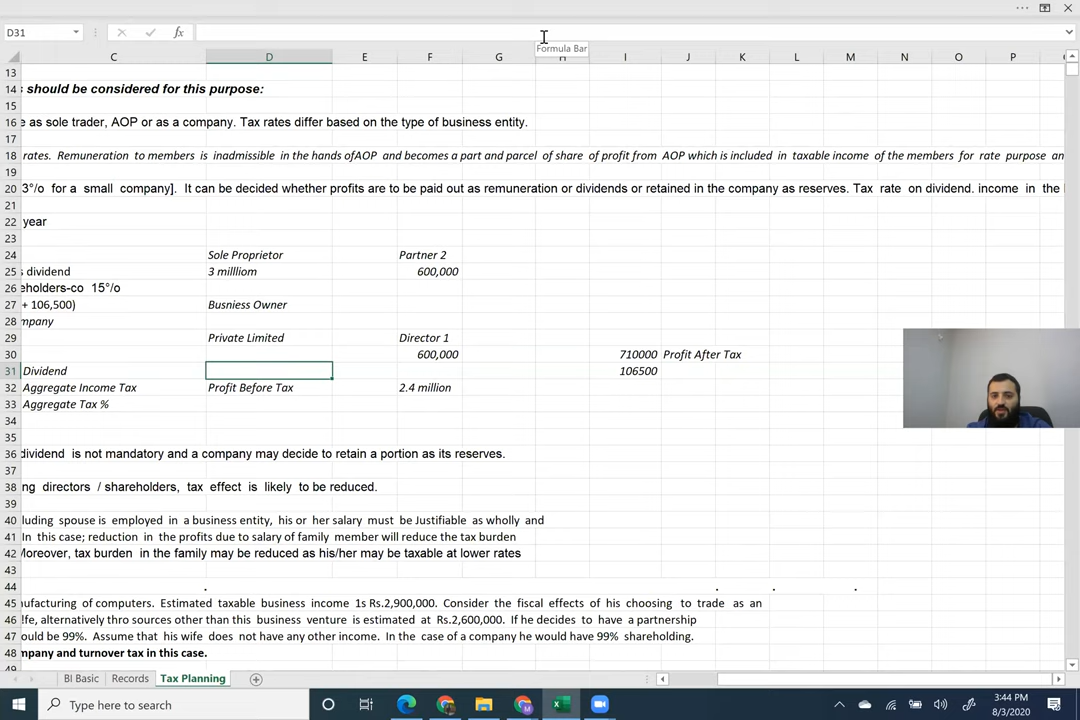 D31
fx
Formula Bar
C D E F G H I J K L M N O P
13
14 should be considered for this purpose:
15
16 e as sole trader, AOP or as a company. Tax rates differ based on the type of business entity.
17
18 rates. Remuneration to members is inadmissible in the hands ofAOP and becomes a part and parcel of share of profit from AOP which is included in taxable income of the members for rate purpose an
19
20 3°/o for a small company]. It can be decided whether profits are to be paid out as remuneration or dividends or retained in the company as reserves. Tax rate on dividend. income in the
21
22 year
23
24 Sole Proprietor Partner 2
25 s dividend 3 millliom 600,000
26 eholders-co 15°/o
27 + 106,500) Busniess Owner
28 mpany
29 Private Limited Director 1
30 600,000 710000 Profit After Tax
31 Dividend 106500
32 Aggregate Income Tax Profit Before Tax 2.4 million
33 Aggregate Tax %
34
35
36 dividend is not mandatory and a company may decide to retain a portion as its reserves.
37
38 ng directors / shareholders, tax effect is likely to be reduced.
39
40 luding spouse is employed in a business entity, his or her salary must be Justifiable as wholly and
41 In this case; reduction in the profits due to salary of family member will reduce the tax burden
42 Moreover, tax burden in the family may be reduced as his/her may be taxable at lower rates
43
44 . . . .
45 nufacturing of computers. Estimated taxable business income 1s Rs.2,900,000. Consider the fiscal effects of his choosing to trade as an
46 fe, alternatively thro sources other than this business venture is estimated at Rs.2,600,000. If he decides to have a partnership
47 ould be 99%. Assume that his wife does not have any other income. In the case of a company he would have 99% shareholding.
48 mpany and turnover tax in this case.
49
BI Basic Records Tax Planning
Type here to search
3:44 PM
8/3/2020